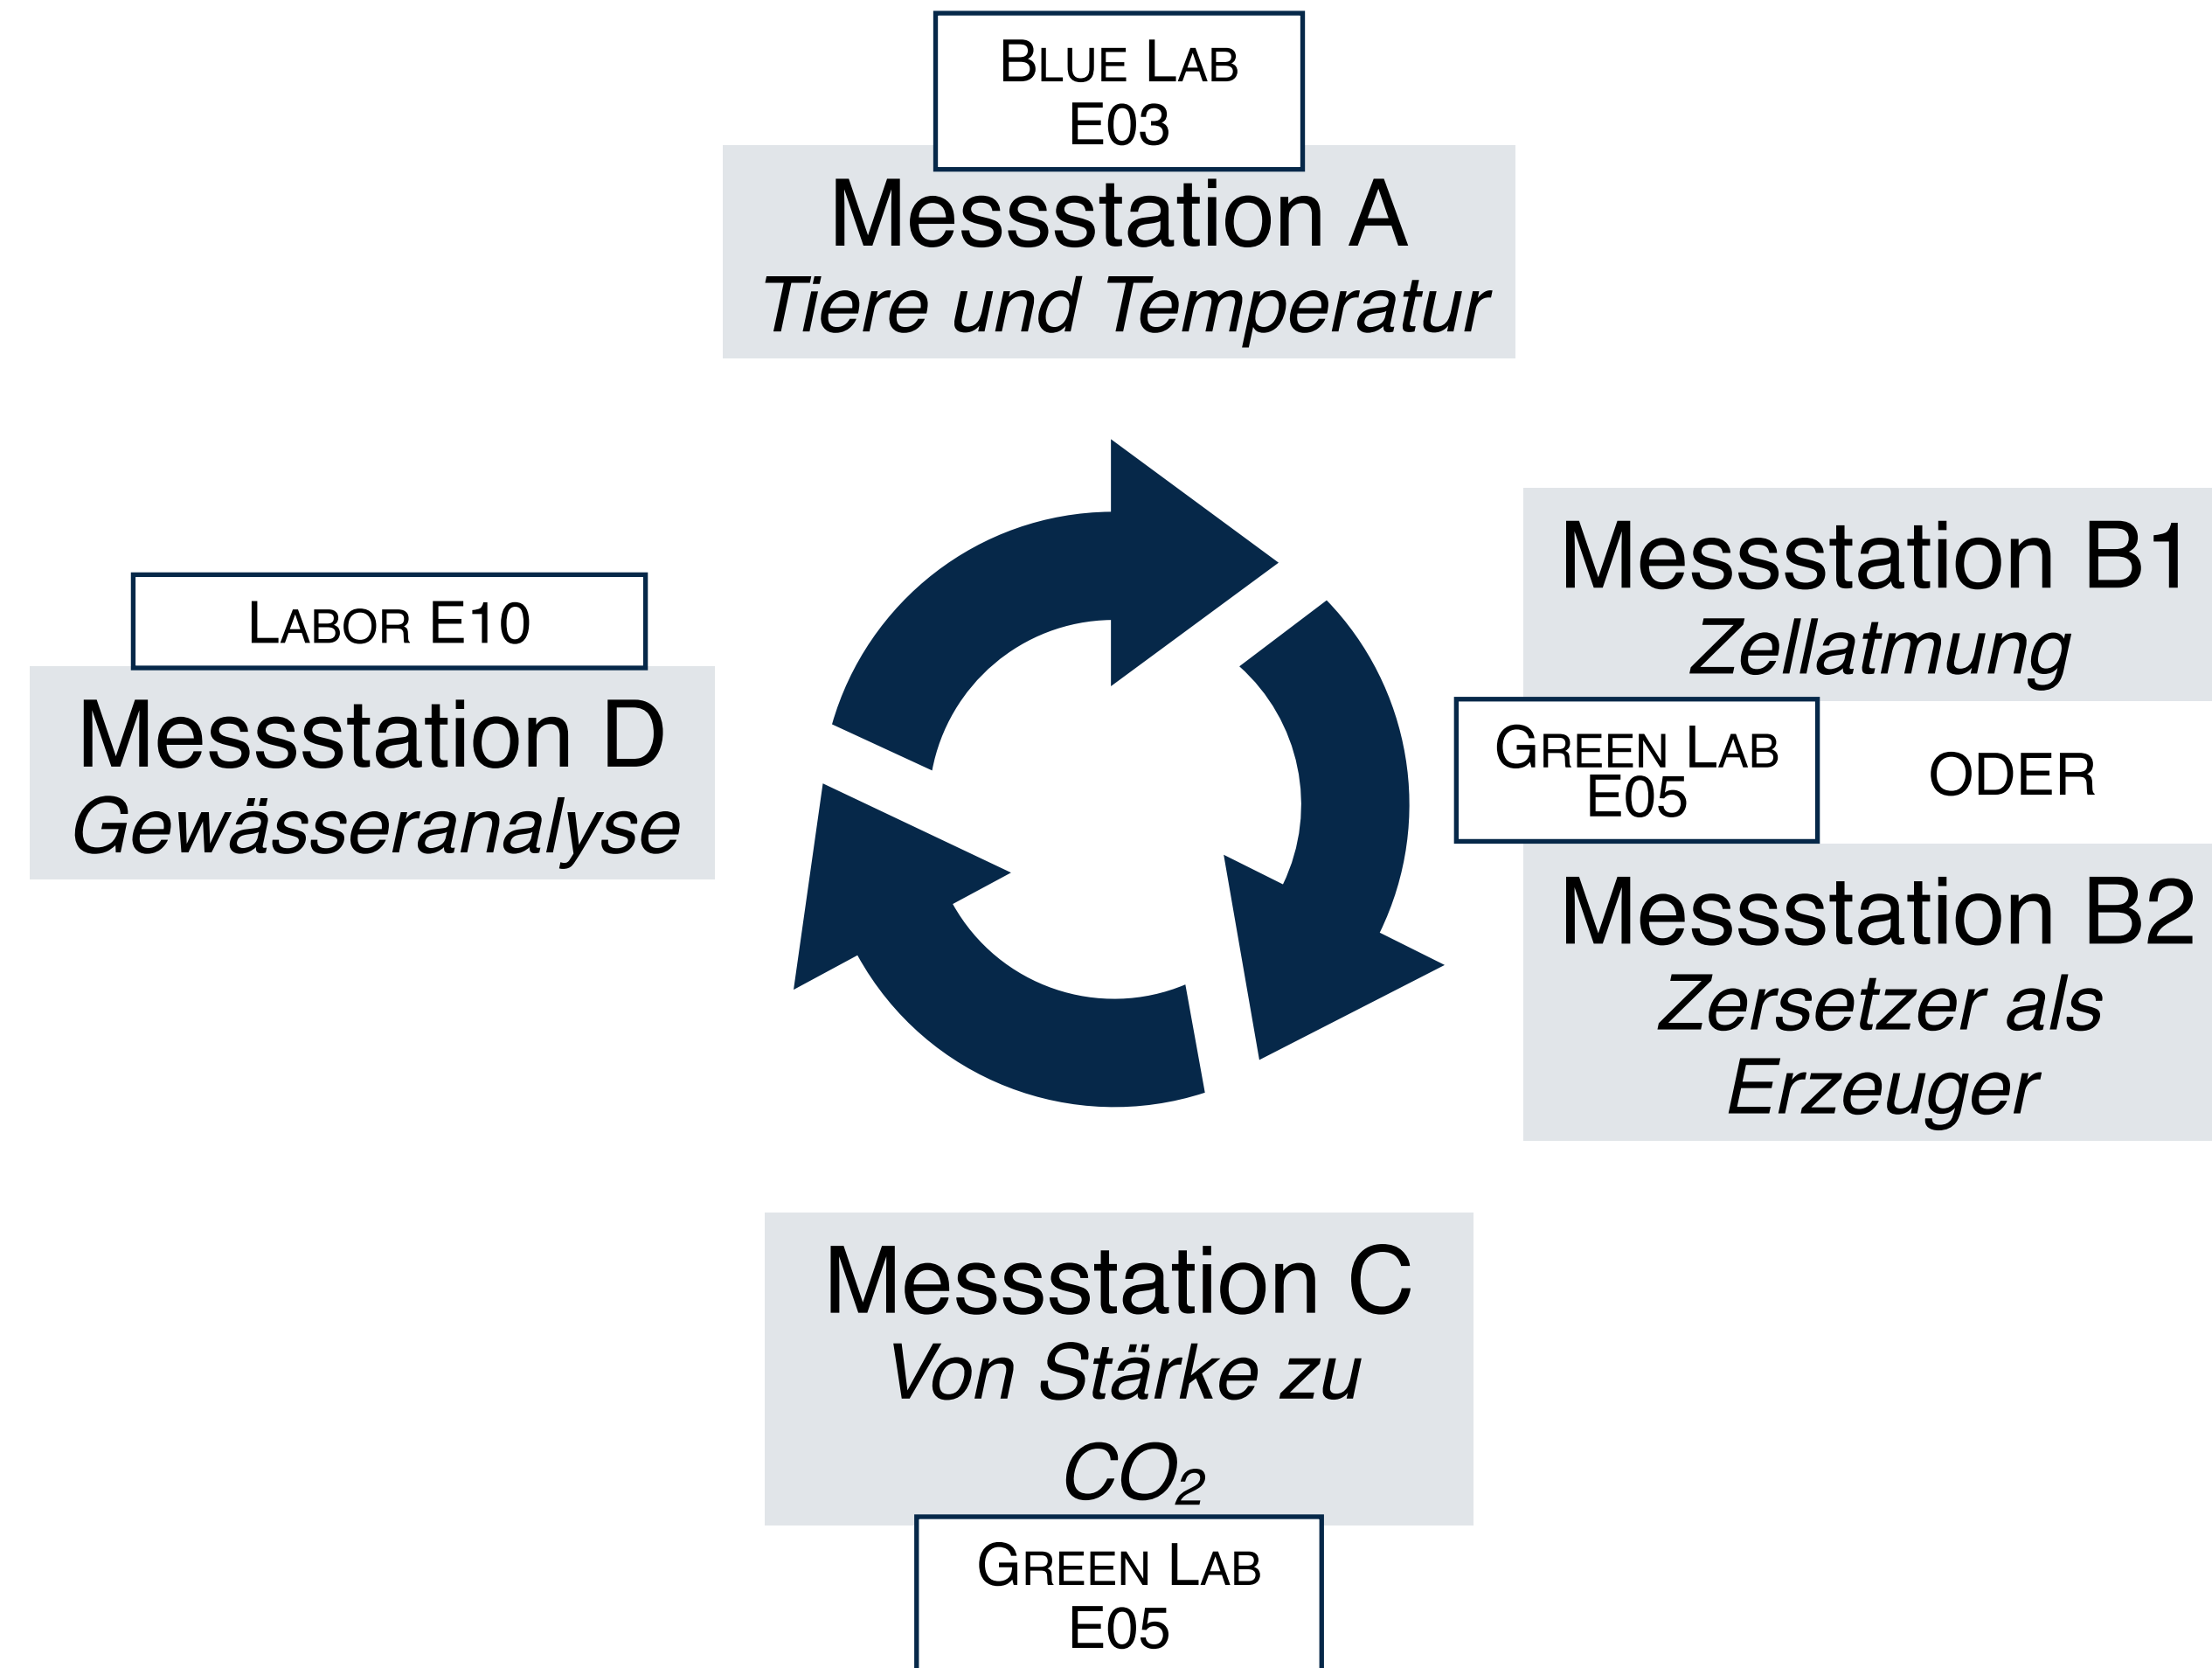 BLUE LAB
E03
Messstation A
Tiere und Temperatur
Messstation B1
Zellatmung
GREEN LAB
E05
ODER
Messstation B2
Zersetzer als
Erzeuger
Messstation C
Von Stärke zu
CO₂
GREEN LAB
E05
LABOR E10
Messstation D
Gewässeranalyse